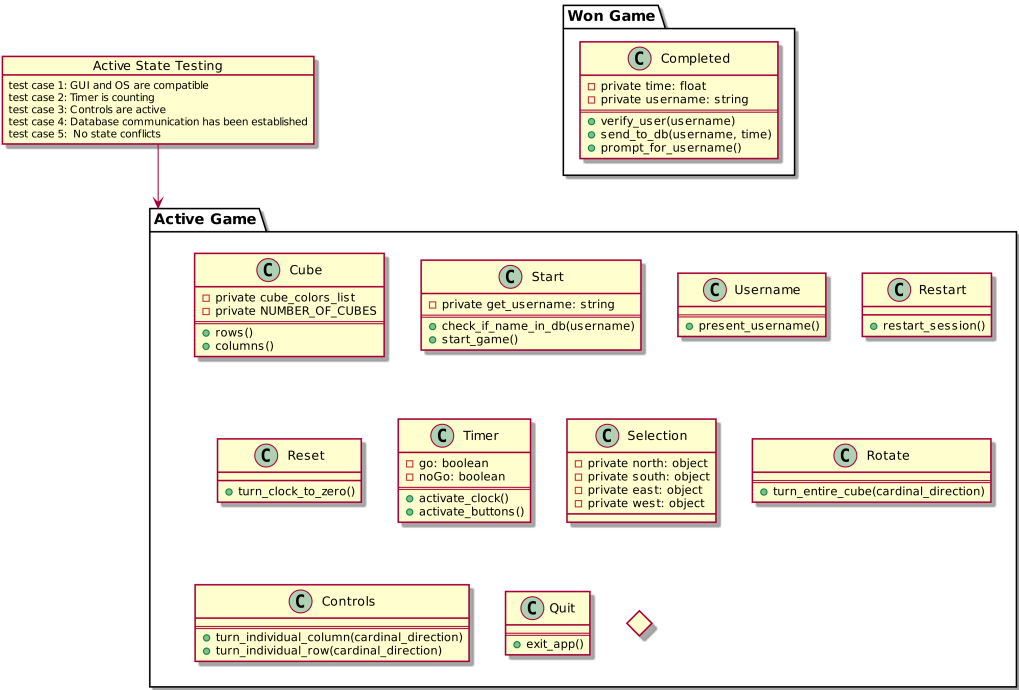 Won Game
C Completed
private time: float
private username: string
verify_user(username)
send_to_db(username, time)
prompt_for_username()
Active State Testing
test case 1: GUI and OS are compatible
test case 2: Timer is counting
test case 3: Controls are active
test case 4: Database communication has been established
test case 5:  No state conflicts
Active Game
C Cube
private cube_colors_list
private NUMBER_OF_CUBES
rows()
columns()
C Start
private get_username: string
check_if_name_in_db(username)
start_game()
C Username
present_username()
C Restart
restart_session()
C Reset
turn_clock_to_zero()
C Timer
go: boolean
noGo: boolean
activate_clock()
activate_buttons()
C Selection
private north: object
private south: object
private east: object
private west: object
C Rotate
turn_entire_cube(cardinal_direction)
C Controls
turn_individual_column(cardinal_direction)
turn_individual_row(cardinal_direction)
C Quit
exit_app()